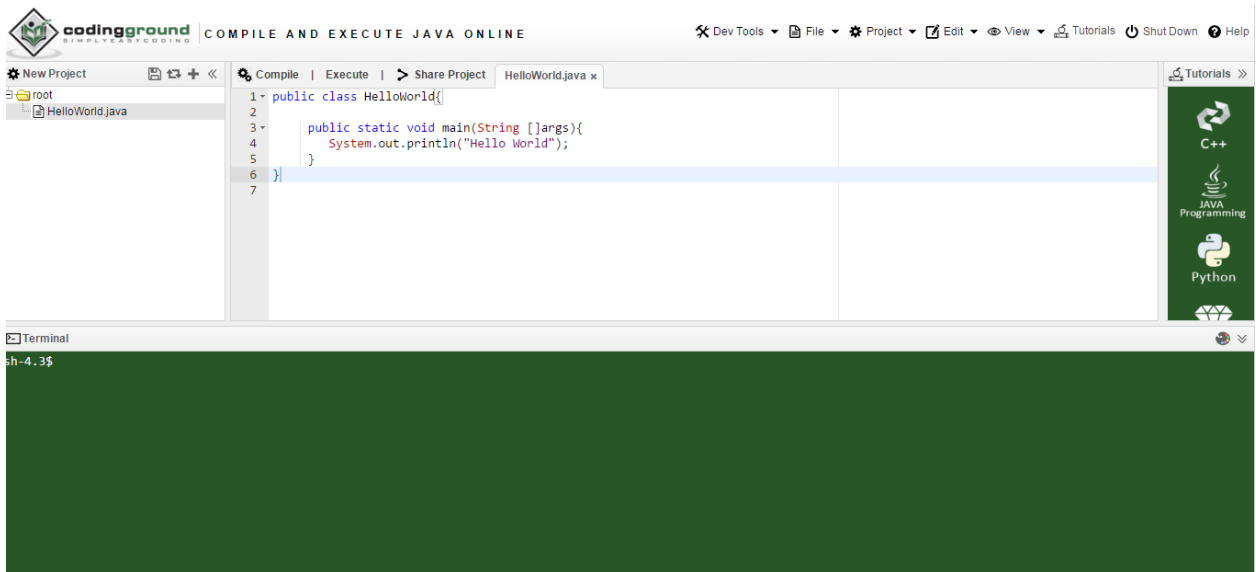 codingground COMPILE AND EXECUTE JAVA ONLINE Dev Tools File Project Edit View Tutorials Shut Down Help
SIMPLYEASYCODING
New Project Compile | Execute | Share Project HelloWorld.java x Tutorials
root
HelloWorld.java
1 public class HelloWorld{
2
3 public static void main(String []args){
4 System.out.println("Hello World");
5 }
6 }
7
C++
JAVA
Programming
Python
Terminal
sh-4.3$